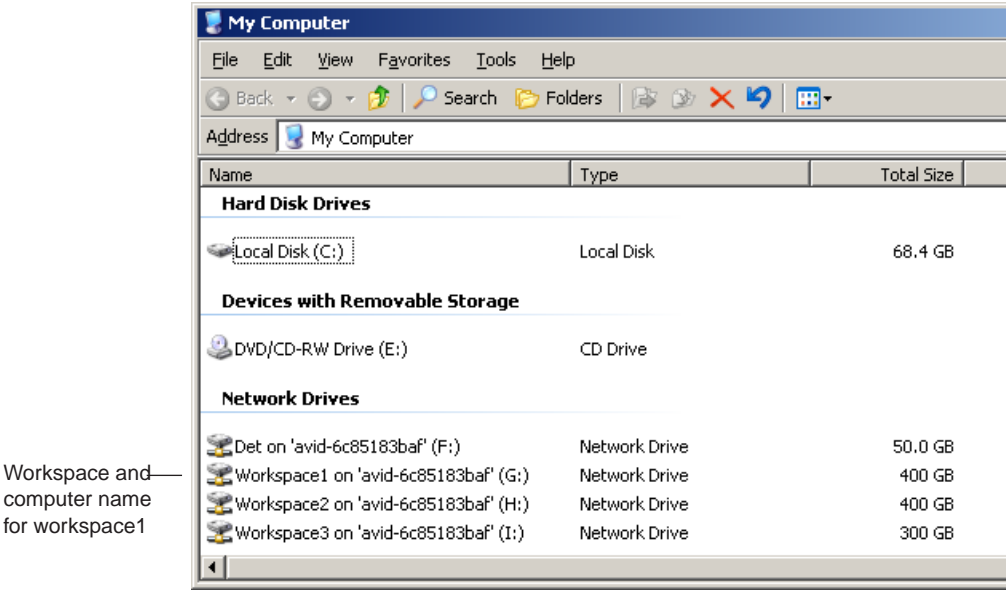 My Computer
File Edit View Favorites Tools Help
Back Search Folders
Address My Computer
Name Type Total Size
Hard Disk Drives
Local Disk (C:) Local Disk 68.4 GB
Devices with Removable Storage
DVD/CD-RW Drive (E:) CD Drive
Network Drives
Det on 'avid-6c85183baf' (F:) Network Drive 50.0 GB
Workspace1 on 'avid-6c85183baf' (G:) Network Drive 400 GB
Workspace2 on 'avid-6c85183baf' (H:) Network Drive 400 GB
Workspace3 on 'avid-6c85183baf' (I:) Network Drive 300 GB
Workspace and
computer name
for workspace1